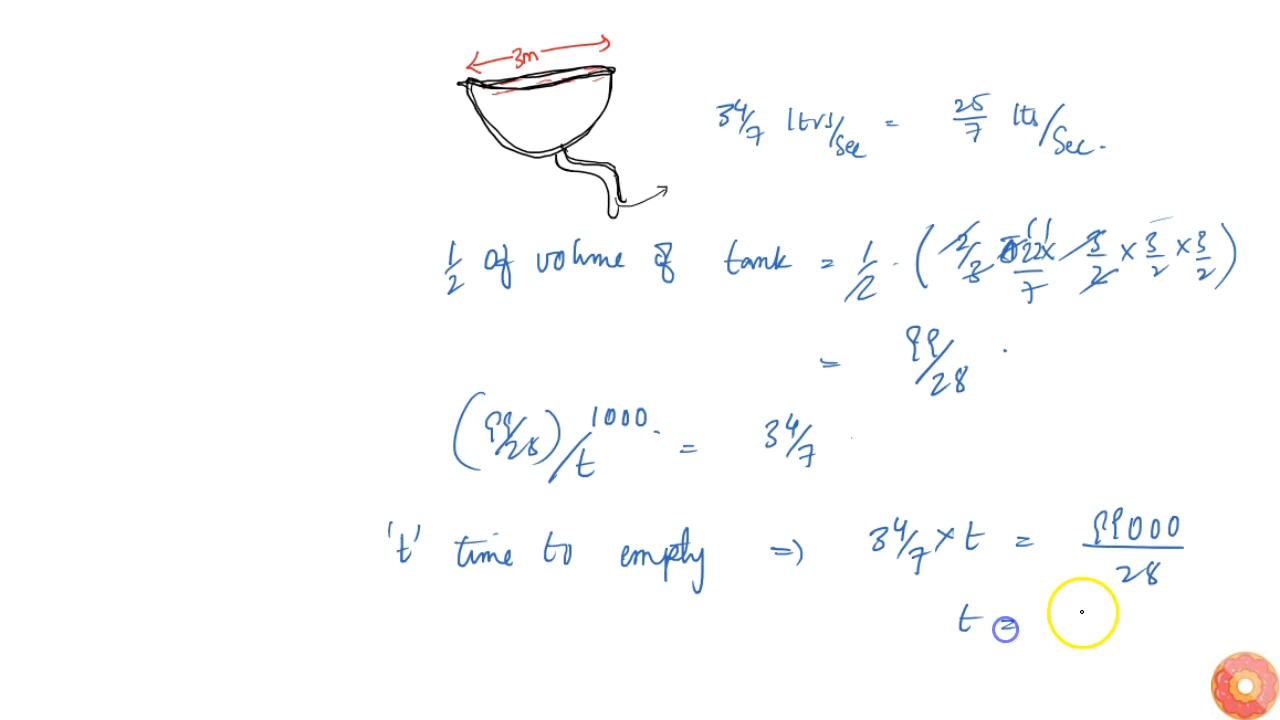 3m
3 4/7 ltrs/sec = 25/7 lts/sec.
1/2 of volume of tank = 1/2 · ( 2/3 × 22/7 × 3/2 × 3/2 × 3/2 )
= 99/28
(99/28) 1000 / t = 3 4/7
't' time to empty ⇒ 3 4/7 × t = 99000/28
t =